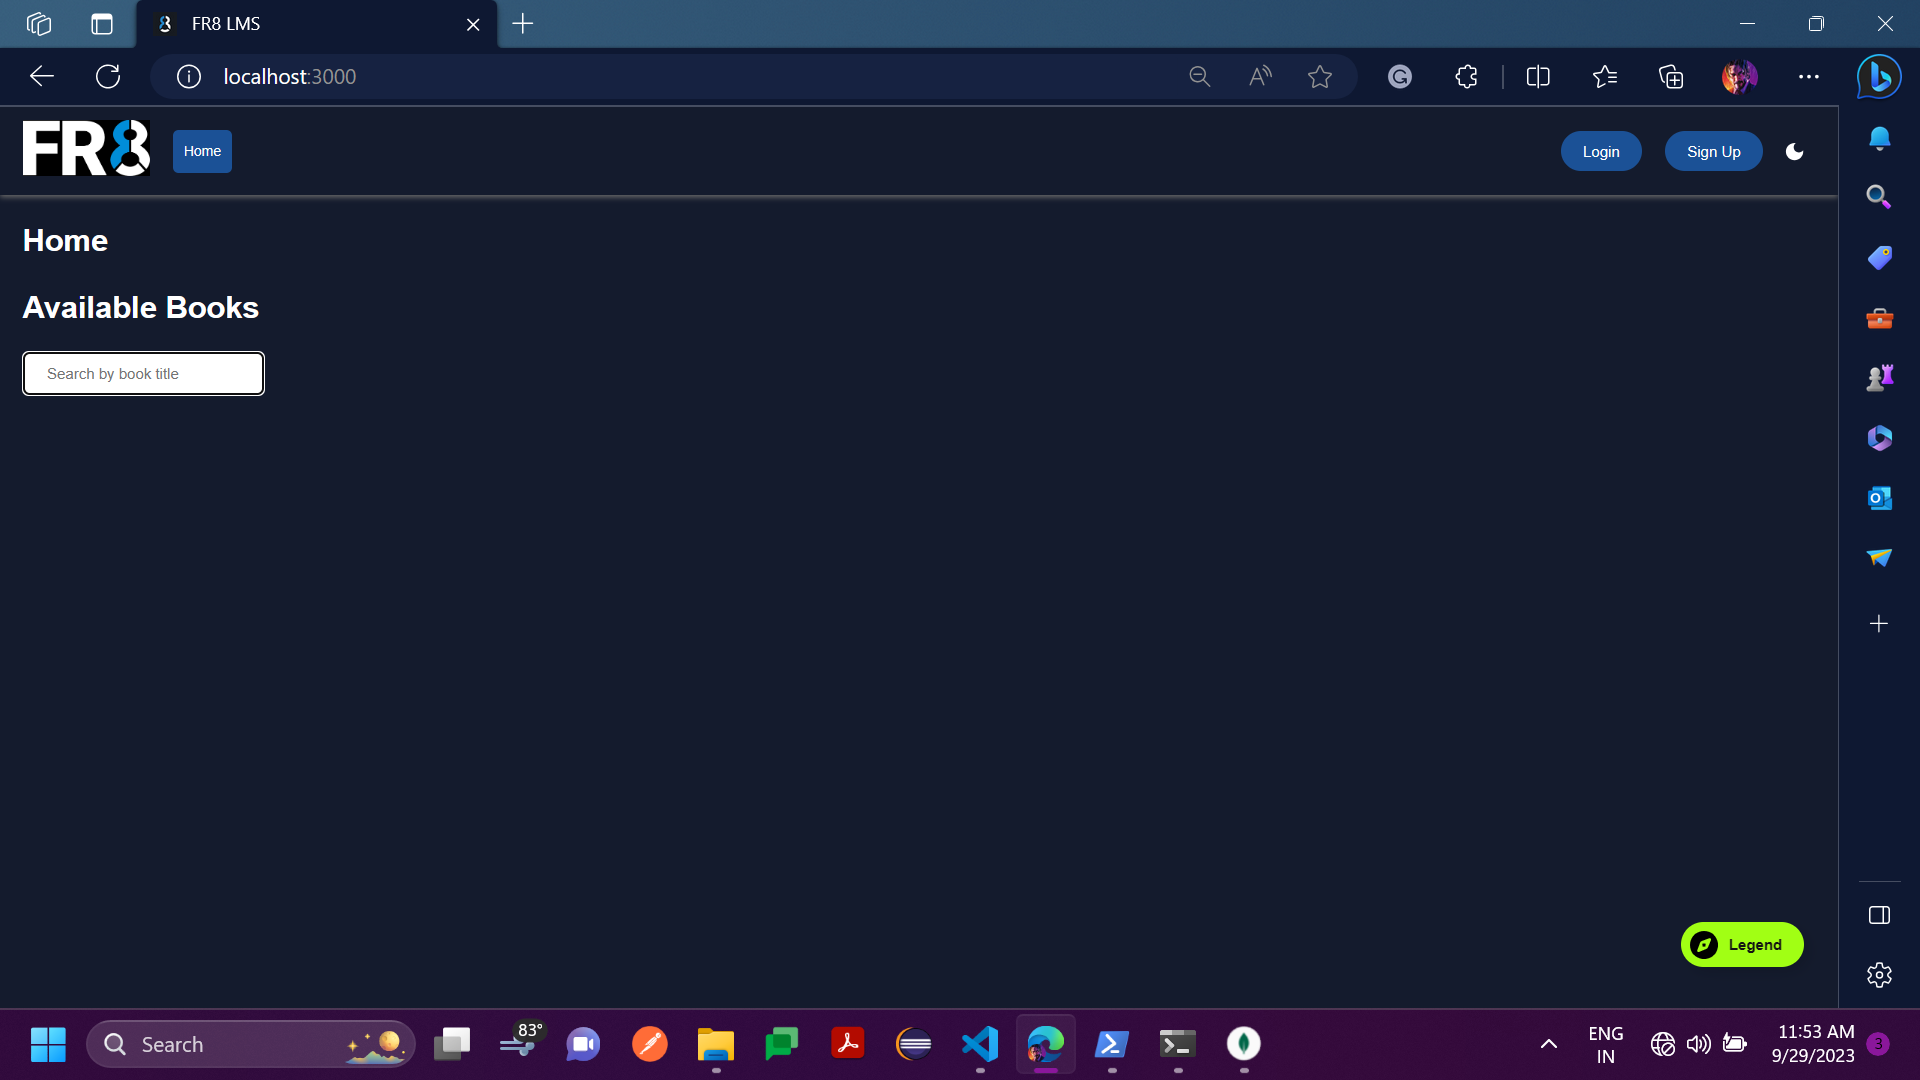 FR8 LMS
localhost:3000
FR8
Home
Login
Sign Up
Home
Available Books
Search by book title
Legend
Search
83°
ENG
IN
11:53 AM
9/29/2023
3